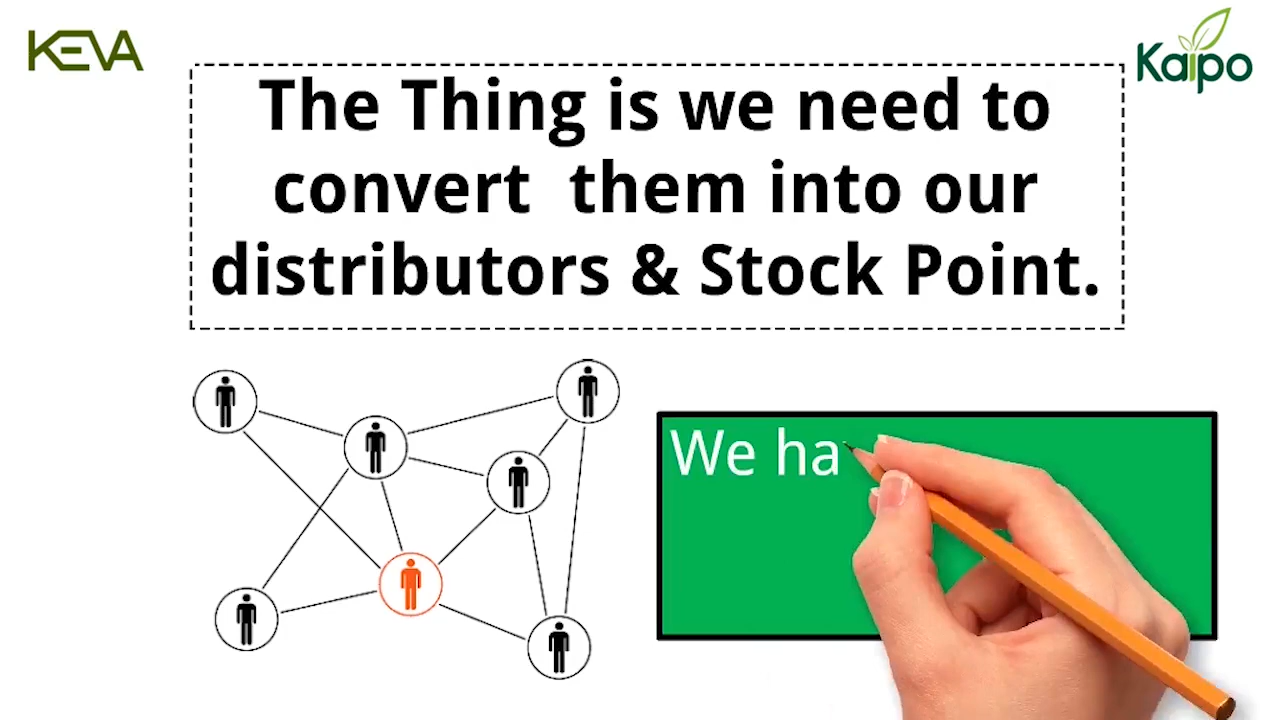 KEVA
Kaipo
The Thing is we need to
convert them into our
distributors & Stock Point.
We ha